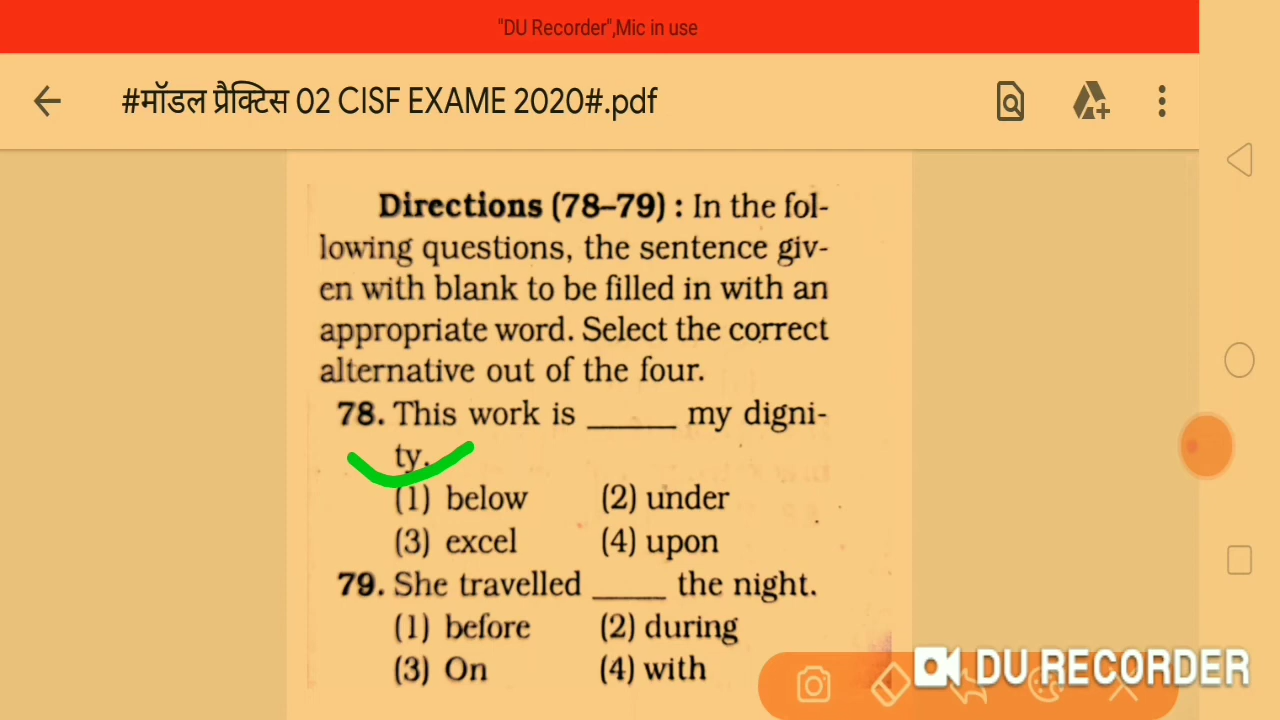 "DU Recorder",Mic in use
#मॉडल प्रैक्टिस 02 CISF EXAME 2020#.pdf
Directions (78–79) : In the fol-
lowing questions, the sentence giv-
en with blank to be filled in with an
appropriate word. Select the correct
alternative out of the four.
78. This work is _____ my digni-
ty.
(1) below (2) under
(3) excel (4) upon
79. She travelled _____ the night.
(1) before (2) during
(3) On (4) with
DU RECORDER